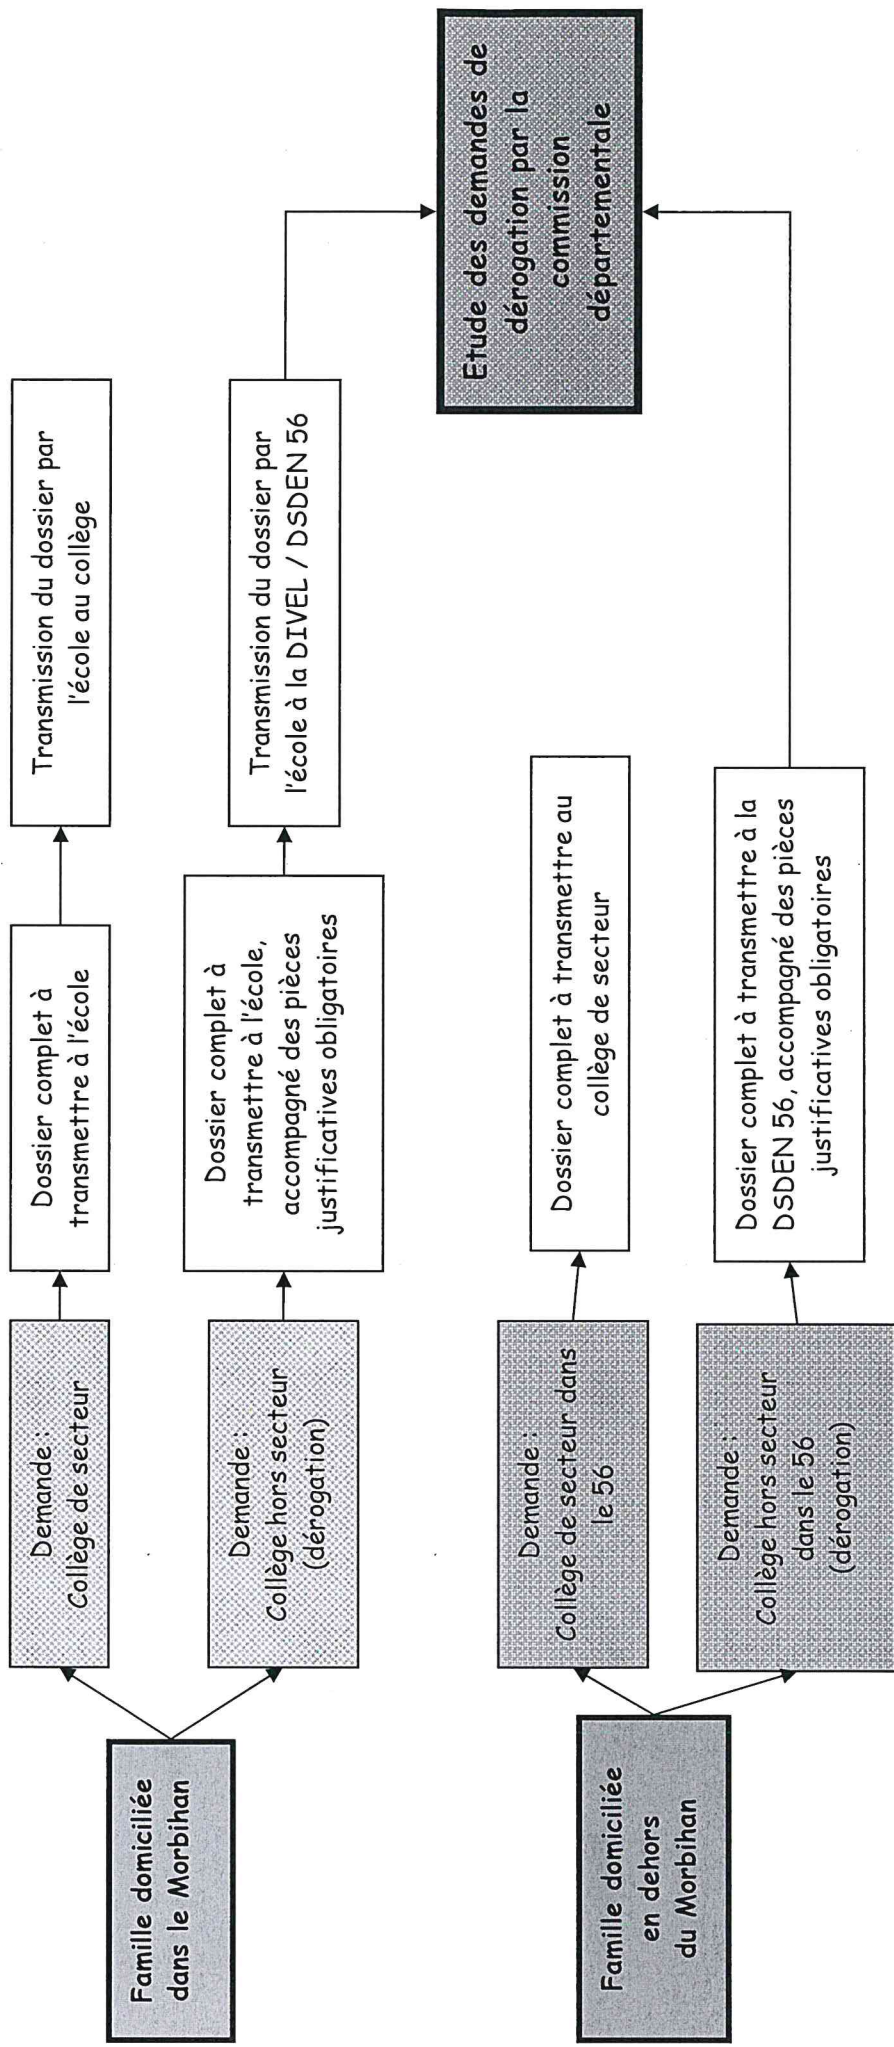 Famille domiciliée
dans le Morbihan
Demande :
Collège de secteur
Dossier complet à
transmettre à l'école
Transmission du dossier par
l'école au collège
Demande :
Collège hors secteur
(dérogation)
Dossier complet à
transmettre à l'école,
accompagné des pièces
justificatives obligatoires
Transmission du dossier par
l'école à la DIVEL / DSDEN 56
Etude des demandes de
dérogation par la
commission
départementale
Famille domiciliée
en dehors
du Morbihan
Demande :
Collège de secteur dans
le 56
Dossier complet à transmettre au
collège de secteur
Demande :
Collège hors secteur
dans le 56
(dérogation)
Dossier complet à transmettre à la
DSDEN 56, accompagné des pièces
justificatives obligatoires